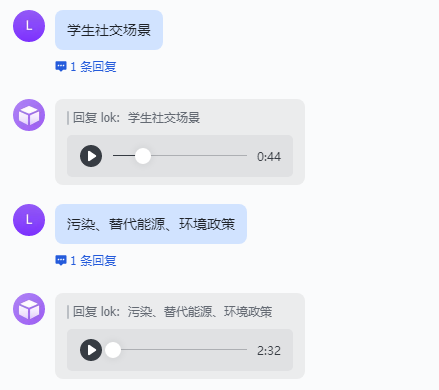 L
学生社交场景
1 条回复
回复 lok: 学生社交场景
0:44
L
污染、替代能源、环境政策
1 条回复
回复 lok: 污染、替代能源、环境政策
2:32